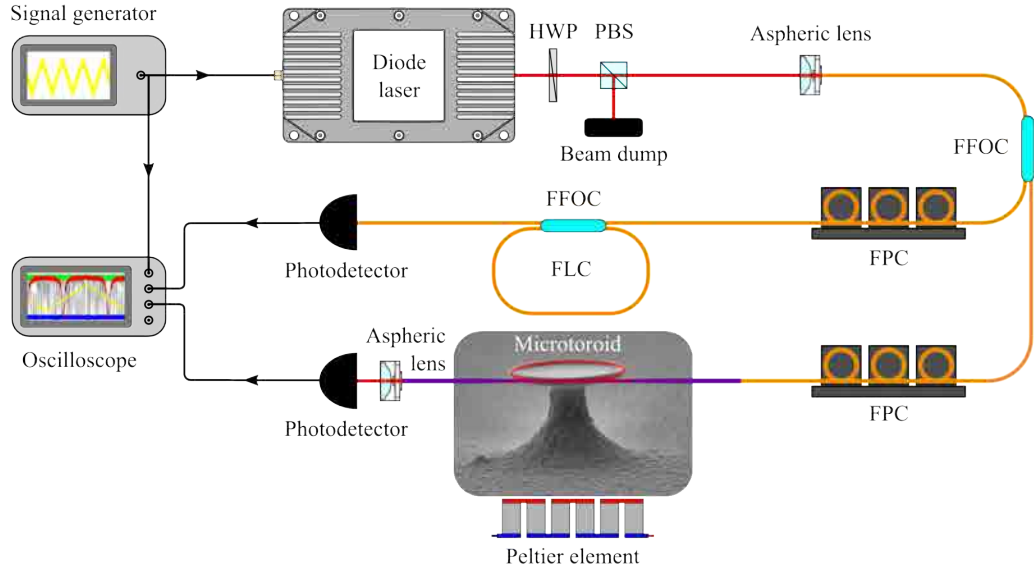 Signal generator
Diode
laser
HWP
PBS
Aspheric lens
Beam dump
FFOC
FFOC
FLC
Photodetector
FPC
Oscilloscope
Aspheric
lens
Microtoroid
Photodetector
FPC
Peltier element